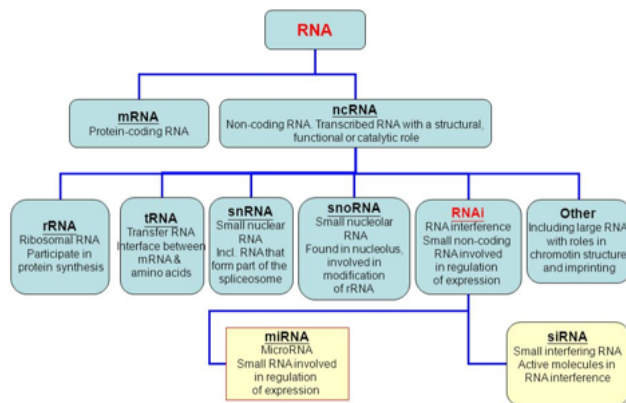 RNA
mRNA
Protein-coding RNA
ncRNA
Non-coding RNA. Transcribed RNA with a structural,
functional or catalytic role
rRNA
Ribosomal RNA
Participate in
protein synthesis
tRNA
Transfer RNA
Interface between
mRNA &
amino acids
snRNA
Small nuclear
RNA
Incl. RNA that
form part of the
spliceosome
snoRNA
Small nucleolar
RNA
Found in nucleolus,
involved in
modification
of rRNA
RNAi
RNA interference
Small non-coding
RNA involved
in regulation
of expression
Other
Including large RNA
with roles in
chromotin structure
and imprinting
miRNA
MicroRNA
Small RNA involved
in regulation
of expression
siRNA
Small interfering RNA
Active molecules in
RNA interference